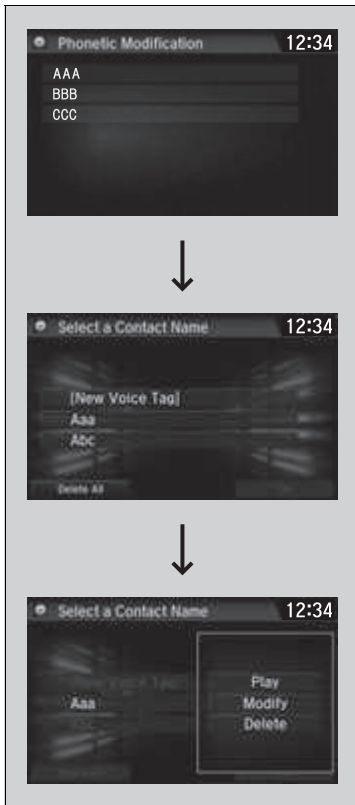 Phonetic Modification 12:34
AAA
BBB
CCC
Select a Contact Name 12:34
[New Voice Tag]
Aaa
Abc
Delete All
Select a Contact Name 12:34
Aaa
Play
Modify
Delete